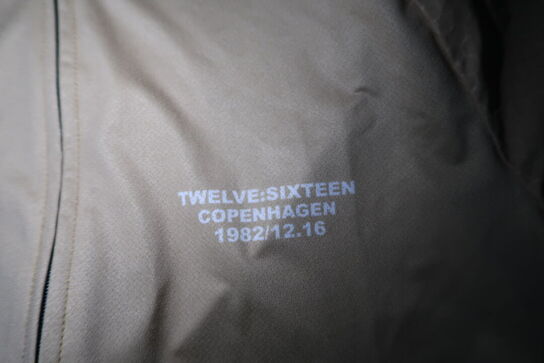 TWELVE:SIXTEEN
COPENHAGEN
1982/12.16